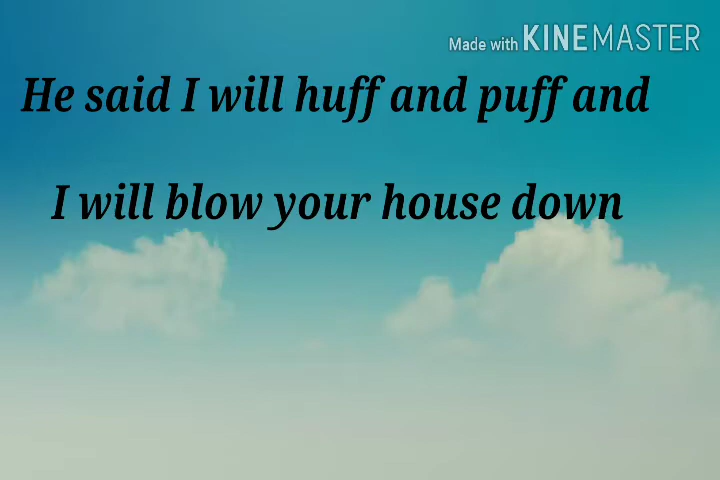 Made with KINEMASTER
He said I will huff and puff and
I will blow your house down